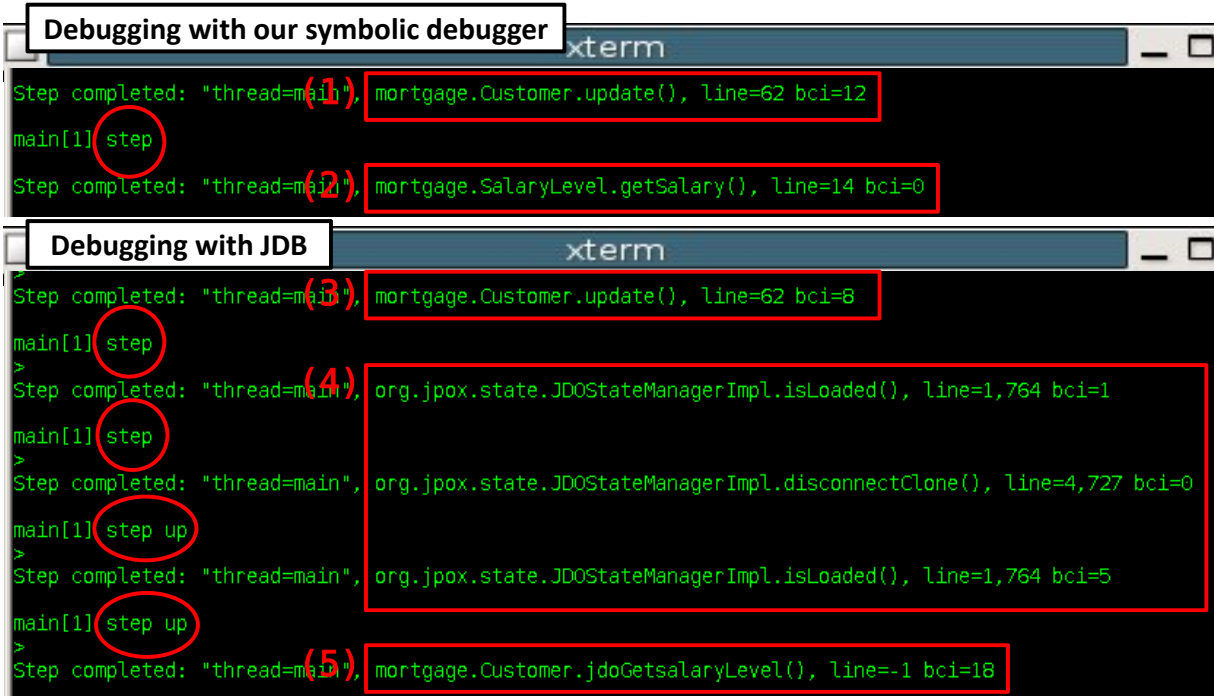 Debugging with our symbolic debugger
xterm
Step completed: "thread=main", (1) mortgage.Customer.update(), line=62 bci=12
main[1] step
Step completed: "thread=main", (2) mortgage.SalaryLevel.getSalary(), line=14 bci=0
Debugging with JDB
xterm
>
Step completed: "thread=main", (3) mortgage.Customer.update(), line=62 bci=8
main[1] step
>
Step completed: "thread=main", (4) org.jpox.state.JDOStateManagerImpl.isLoaded(), line=1,764 bci=1
main[1] step
>
Step completed: "thread=main", org.jpox.state.JDOStateManagerImpl.disconnectClone(), line=4,727 bci=0
main[1] step up
>
Step completed: "thread=main", org.jpox.state.JDOStateManagerImpl.isLoaded(), line=1,764 bci=5
main[1] step up
>
Step completed: "thread=main", (5) mortgage.Customer.jdoGetsalaryLevel(), line=-1 bci=18